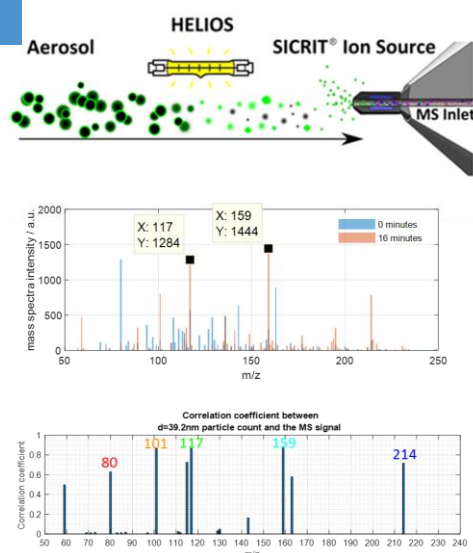 HELIOS
Aerosol
SICRIT® Ion Source
MS Inlet
2000
1500
1000
500
0
mass spectra intensity / a.u.
X: 117
Y: 1284
X: 159
Y: 1444
0 minutes
16 minutes
50 100 150 200 250
m/z
Correlation coefficient between
d=39.2nm particle count and the MS signal
Correlation coefficient
1
0.8
0.6
0.4
0.2
0
80
101
117
159
214
50 60 70 80 90 100 110 120 130 140 150 160 170 180 190 200 210 220 230 240
m/z